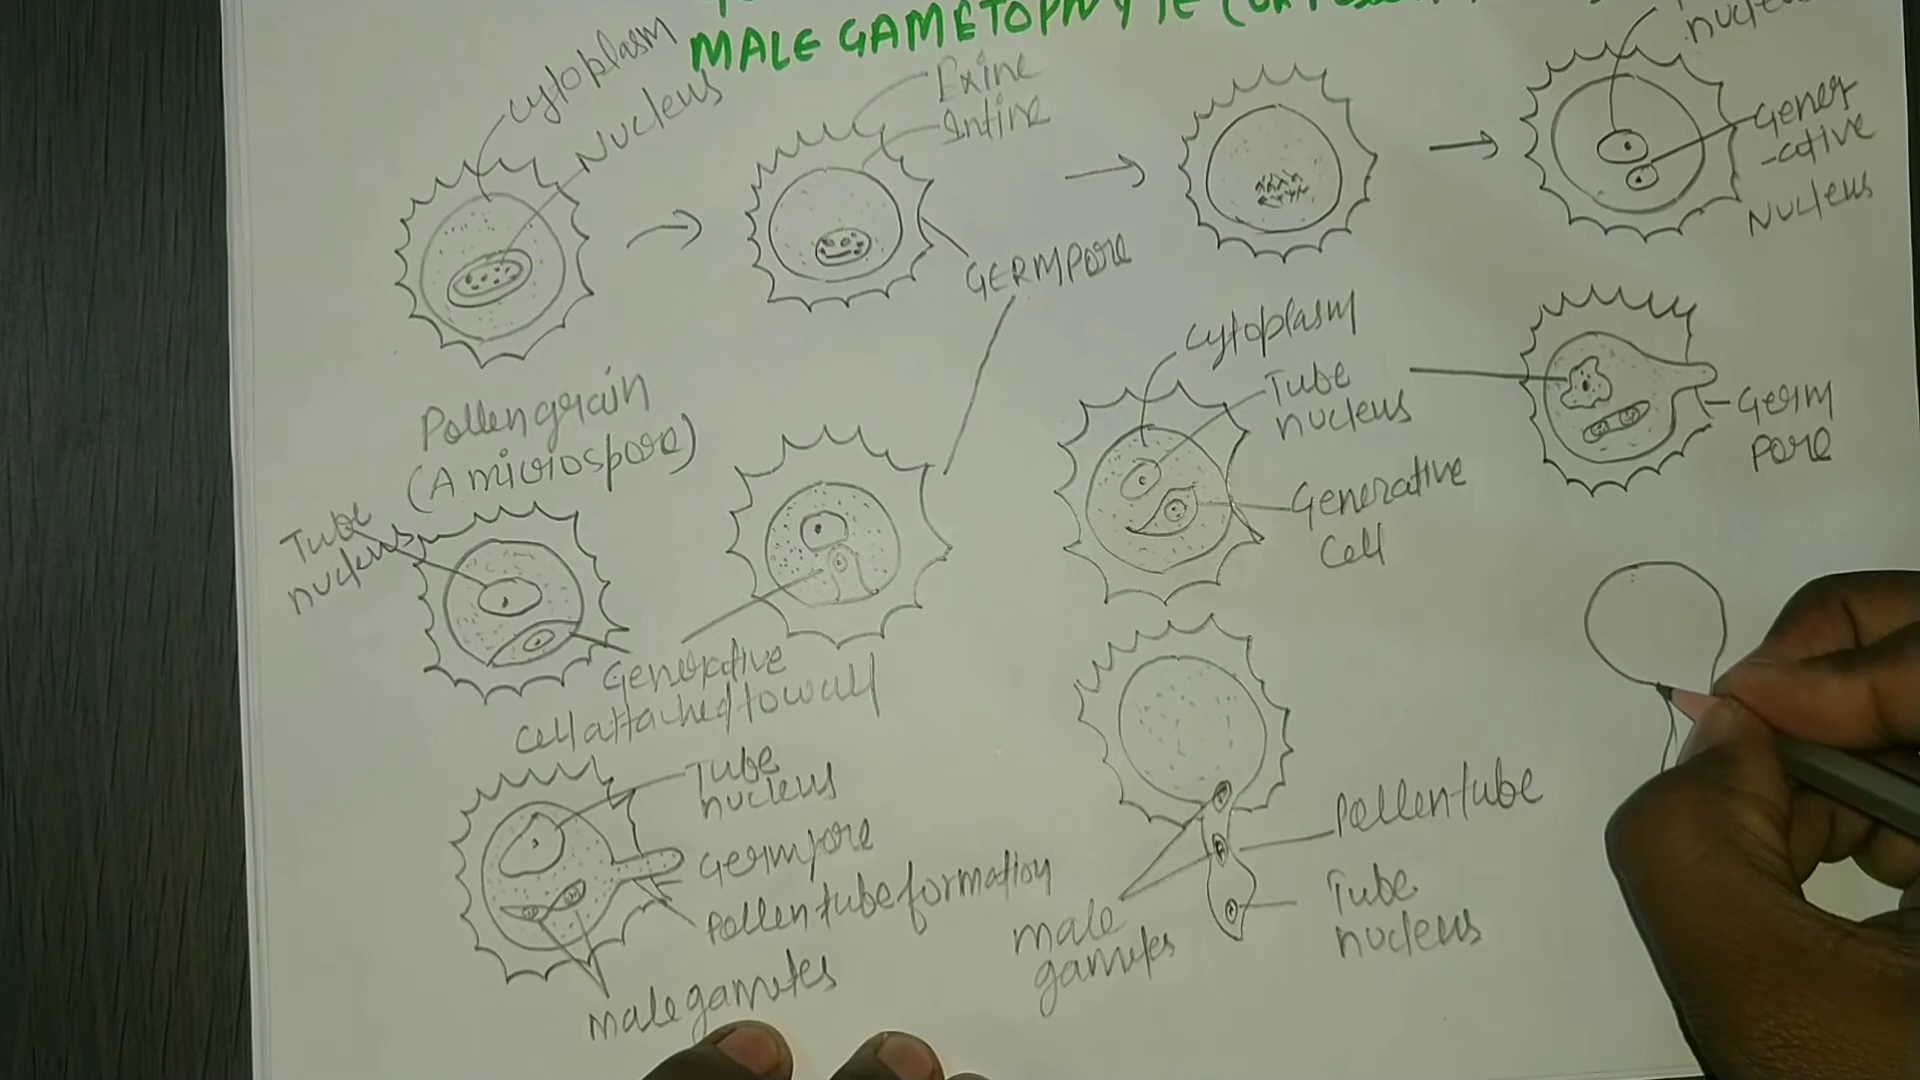 MALE GAMETOPHYTE
cytoplasm
Nucleus
Exine
Intine
nucleus
Gener
-ative
Nucleus
GERMPORE
Pollen grain
(A microspore)
cytoplasm
Tube
nucleus
Generative
Cell
Germ
pore
Tube
nucleus
Generative
cell attached to wall
Tube
nucleus
Germpore
Pollen tube formation
male gametes
Pollen tube
Tube
nucleus
male
gametes